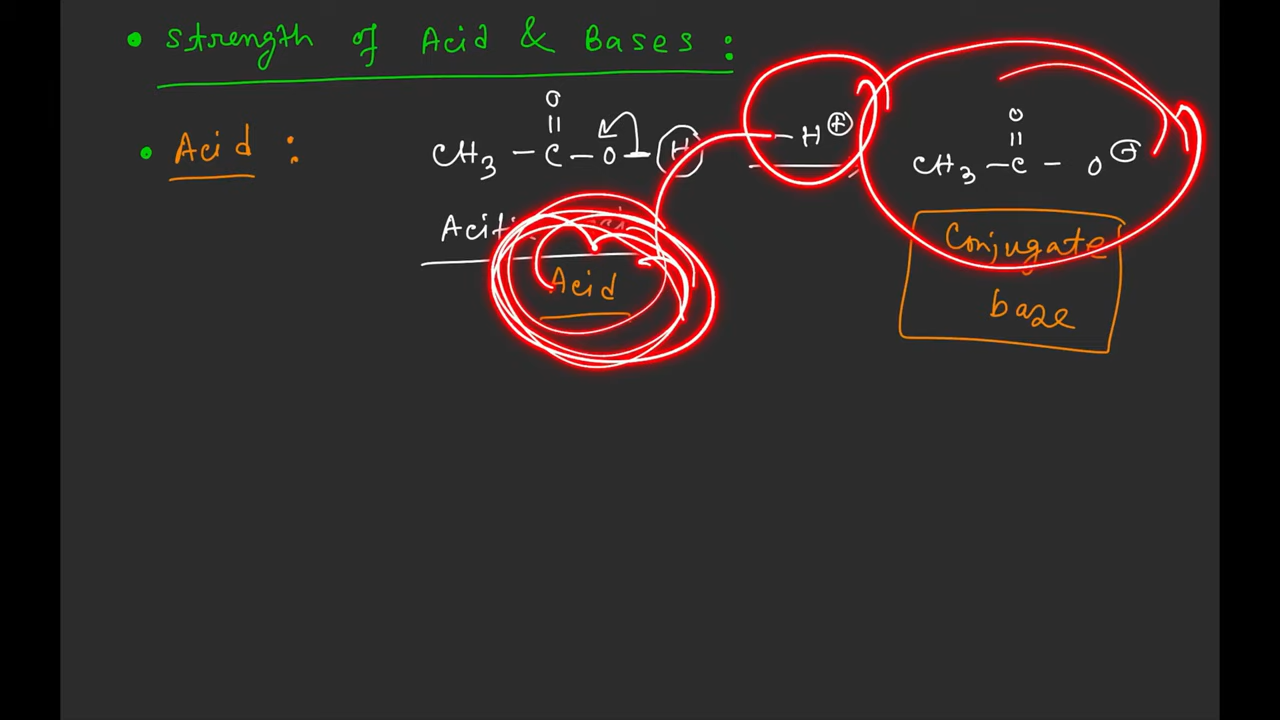 • Strength of Acid & Bases :
• Acid :
O
||
CH₃ – C – O – H
– H ⊕
O
||
CH₃ – C – O ⊖
Acid
Conjugate
base